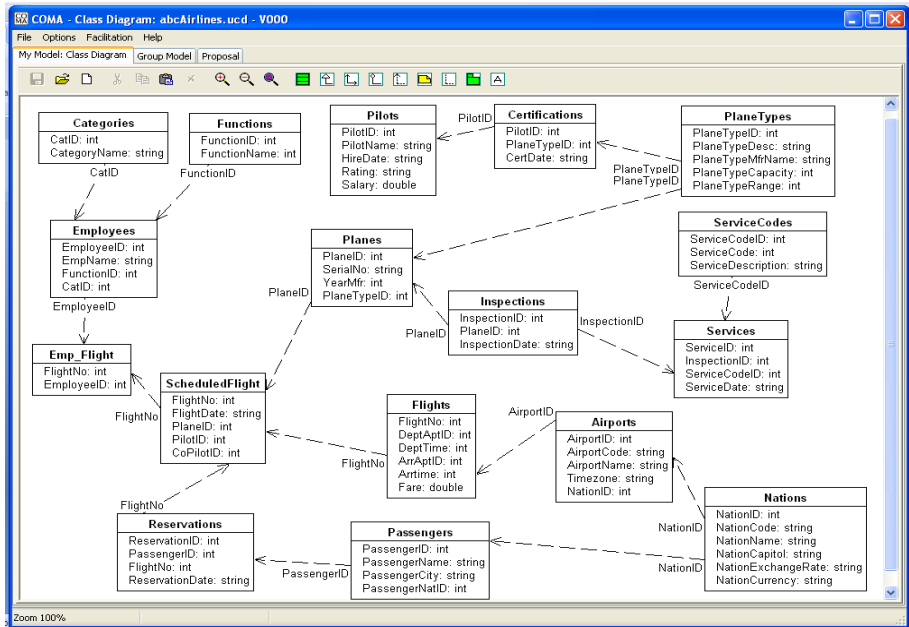 COMA - Class Diagram: abcAirlines.ucd - V000
File Options Facilitation Help
My Model: Class Diagram Group Model Proposal
Categories
CatID: int
CategoryName: string
Functions
FunctionID: int
FunctionName: int
Pilots
PilotID: int
PilotName: string
HireDate: string
Rating: string
Salary: double
PilotID
Certifications
PilotID: int
PlaneTypeID: int
CertDate: string
PlaneTypes
PlaneTypeID: int
PlaneTypeDesc: string
PlaneTypeMfrName: string
PlaneTypeCapacity: int
PlaneTypeRange: int
CatID
FunctionID
PlaneTypeID
PlaneTypeID
Employees
EmployeeID: int
EmpName: string
FunctionID: int
CatID: int
EmployeeID
Planes
PlaneID: int
SerialNo: string
YearMfr: int
PlaneTypeID: int
PlaneID
ServiceCodes
ServiceCodeID: int
ServiceCode: int
ServiceDescription: string
ServiceCodeID
Inspections
InspectionID: int
PlaneID: int
InspectionDate: string
PlaneID
InspectionID
Services
ServiceID: int
InspectionID: int
ServiceCodeID: int
ServiceDate: string
Emp_Flight
FlightNo: int
EmployeeID: int
FlightNo
ScheduledFlight
FlightNo: int
FlightDate: string
PlaneID: int
PilotID: int
CoPilotID: int
Flights
FlightNo: int
DeptAptID: int
DeptTime: int
ArrAptID: int
Arrtime: int
Fare: double
FlightNo
AirportID
Airports
AirportID: int
AirportCode: string
AirportName: string
Timezone: string
NationID: int
NationID
Nations
NationID: int
NationCode: string
NationName: string
NationCapitol: string
NationExchangeRate: string
NationCurrency: string
NationID
FlightNo
Reservations
ReservationID: int
PassengerID: int
FlightNo: int
ReservationDate: string
PassengerID
Passengers
PassengerID: int
PassengerName: string
PassengerCity: string
PassengerNatID: int
Zoom 100%